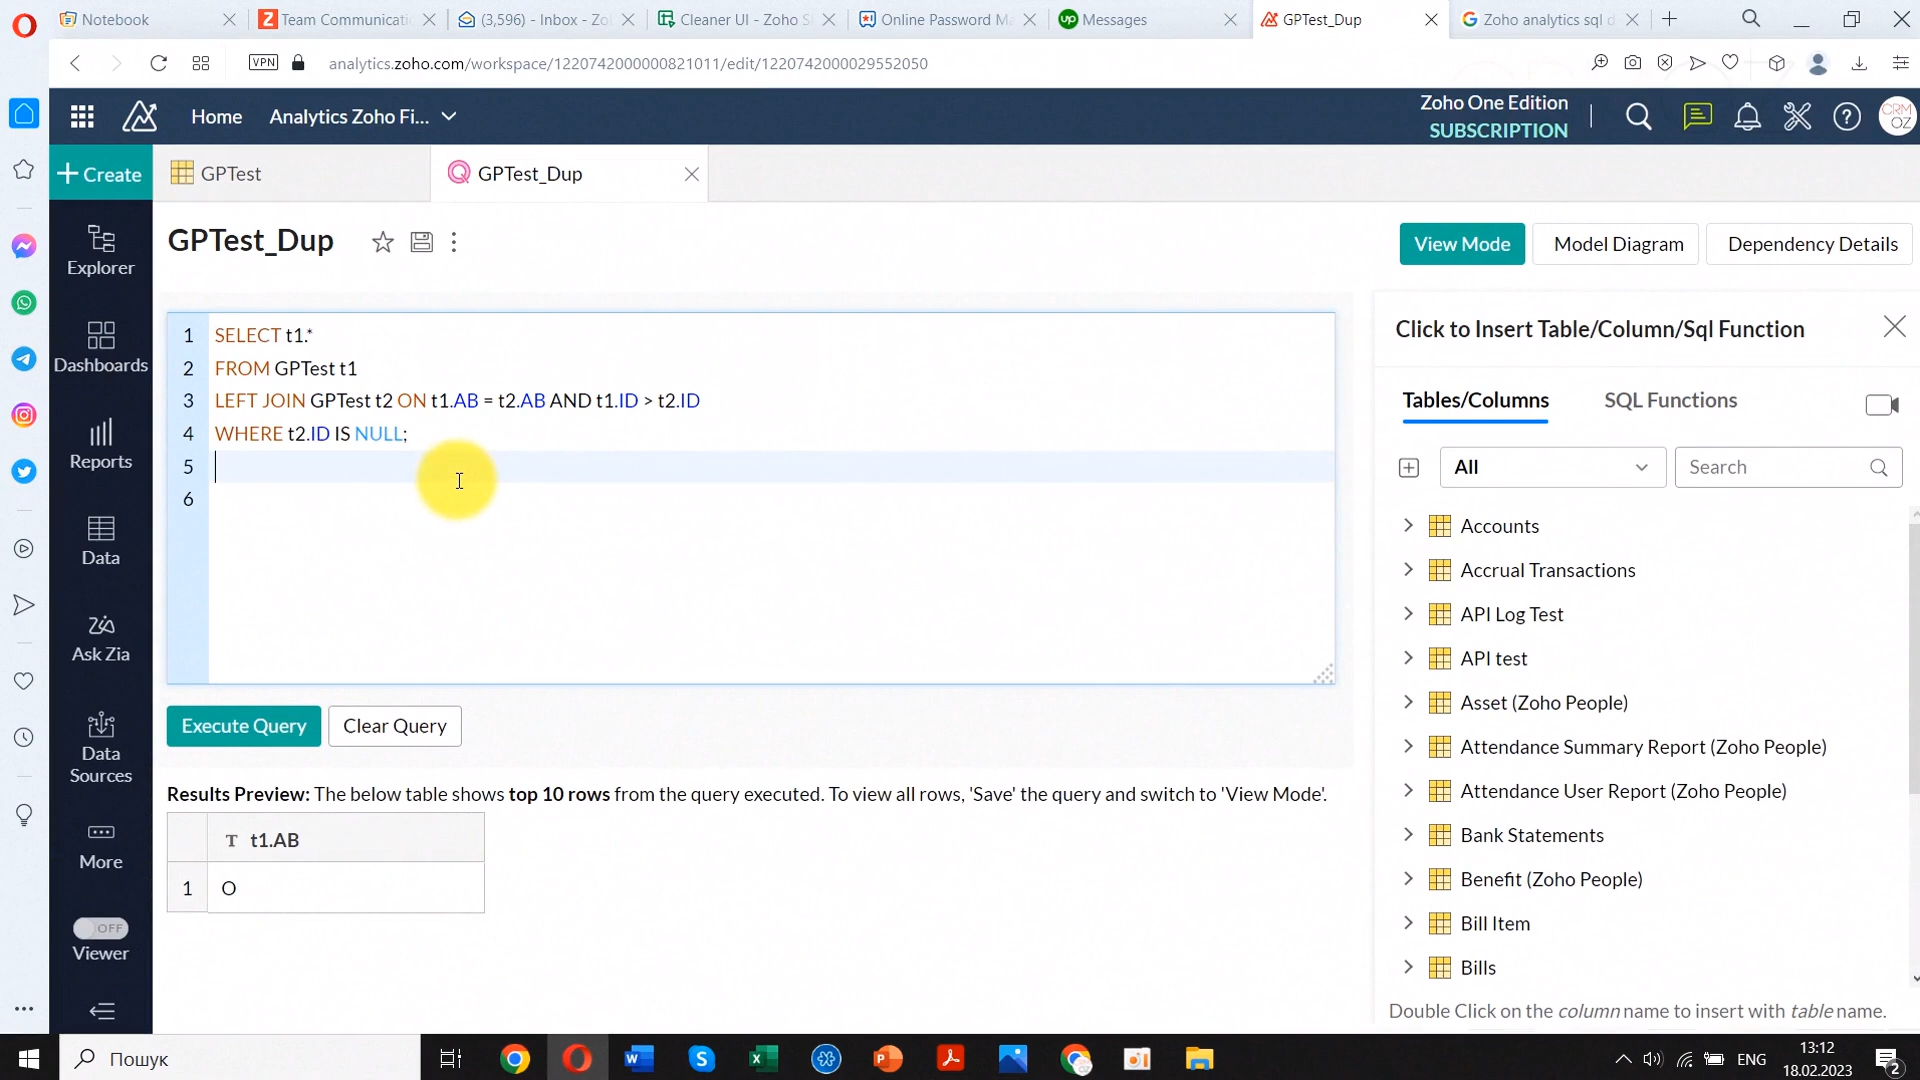 Notebook
Team Communicati
(3,596) - Inbox - Zol
Cleaner UI - Zoho S
Online Password Ma
Messages
GPTest_Dup
Zoho analytics sql d
VPN
analytics.zoho.com/workspace/1220742000000821011/edit/1220742000029552050
Home
Analytics Zoho Fi...
Zoho One Edition
SUBSCRIPTION
CRM
OZ
Create
GPTest
GPTest_Dup
Explorer
Dashboards
Reports
Data
Ask Zia
Data
Sources
More
OFF
Viewer
GPTest_Dup
View Mode
Model Diagram
Dependency Details
1 SELECT t1.*
2 FROM GPTest t1
3 LEFT JOIN GPTest t2 ON t1.AB = t2.AB AND t1.ID > t2.ID
4 WHERE t2.ID IS NULL;
5
6
Execute Query
Clear Query
Results Preview: The below table shows top 10 rows from the query executed. To view all rows, 'Save' the query and switch to 'View Mode'.
T t1.AB
1 O
Click to Insert Table/Column/Sql Function
Tables/Columns
SQL Functions
All
Search
Accounts
Accrual Transactions
API Log Test
API test
Asset (Zoho People)
Attendance Summary Report (Zoho People)
Attendance User Report (Zoho People)
Bank Statements
Benefit (Zoho People)
Bill Item
Bills
Double Click on the column name to insert with table name.
Пошук
ENG
13:12
18.02.2023
2